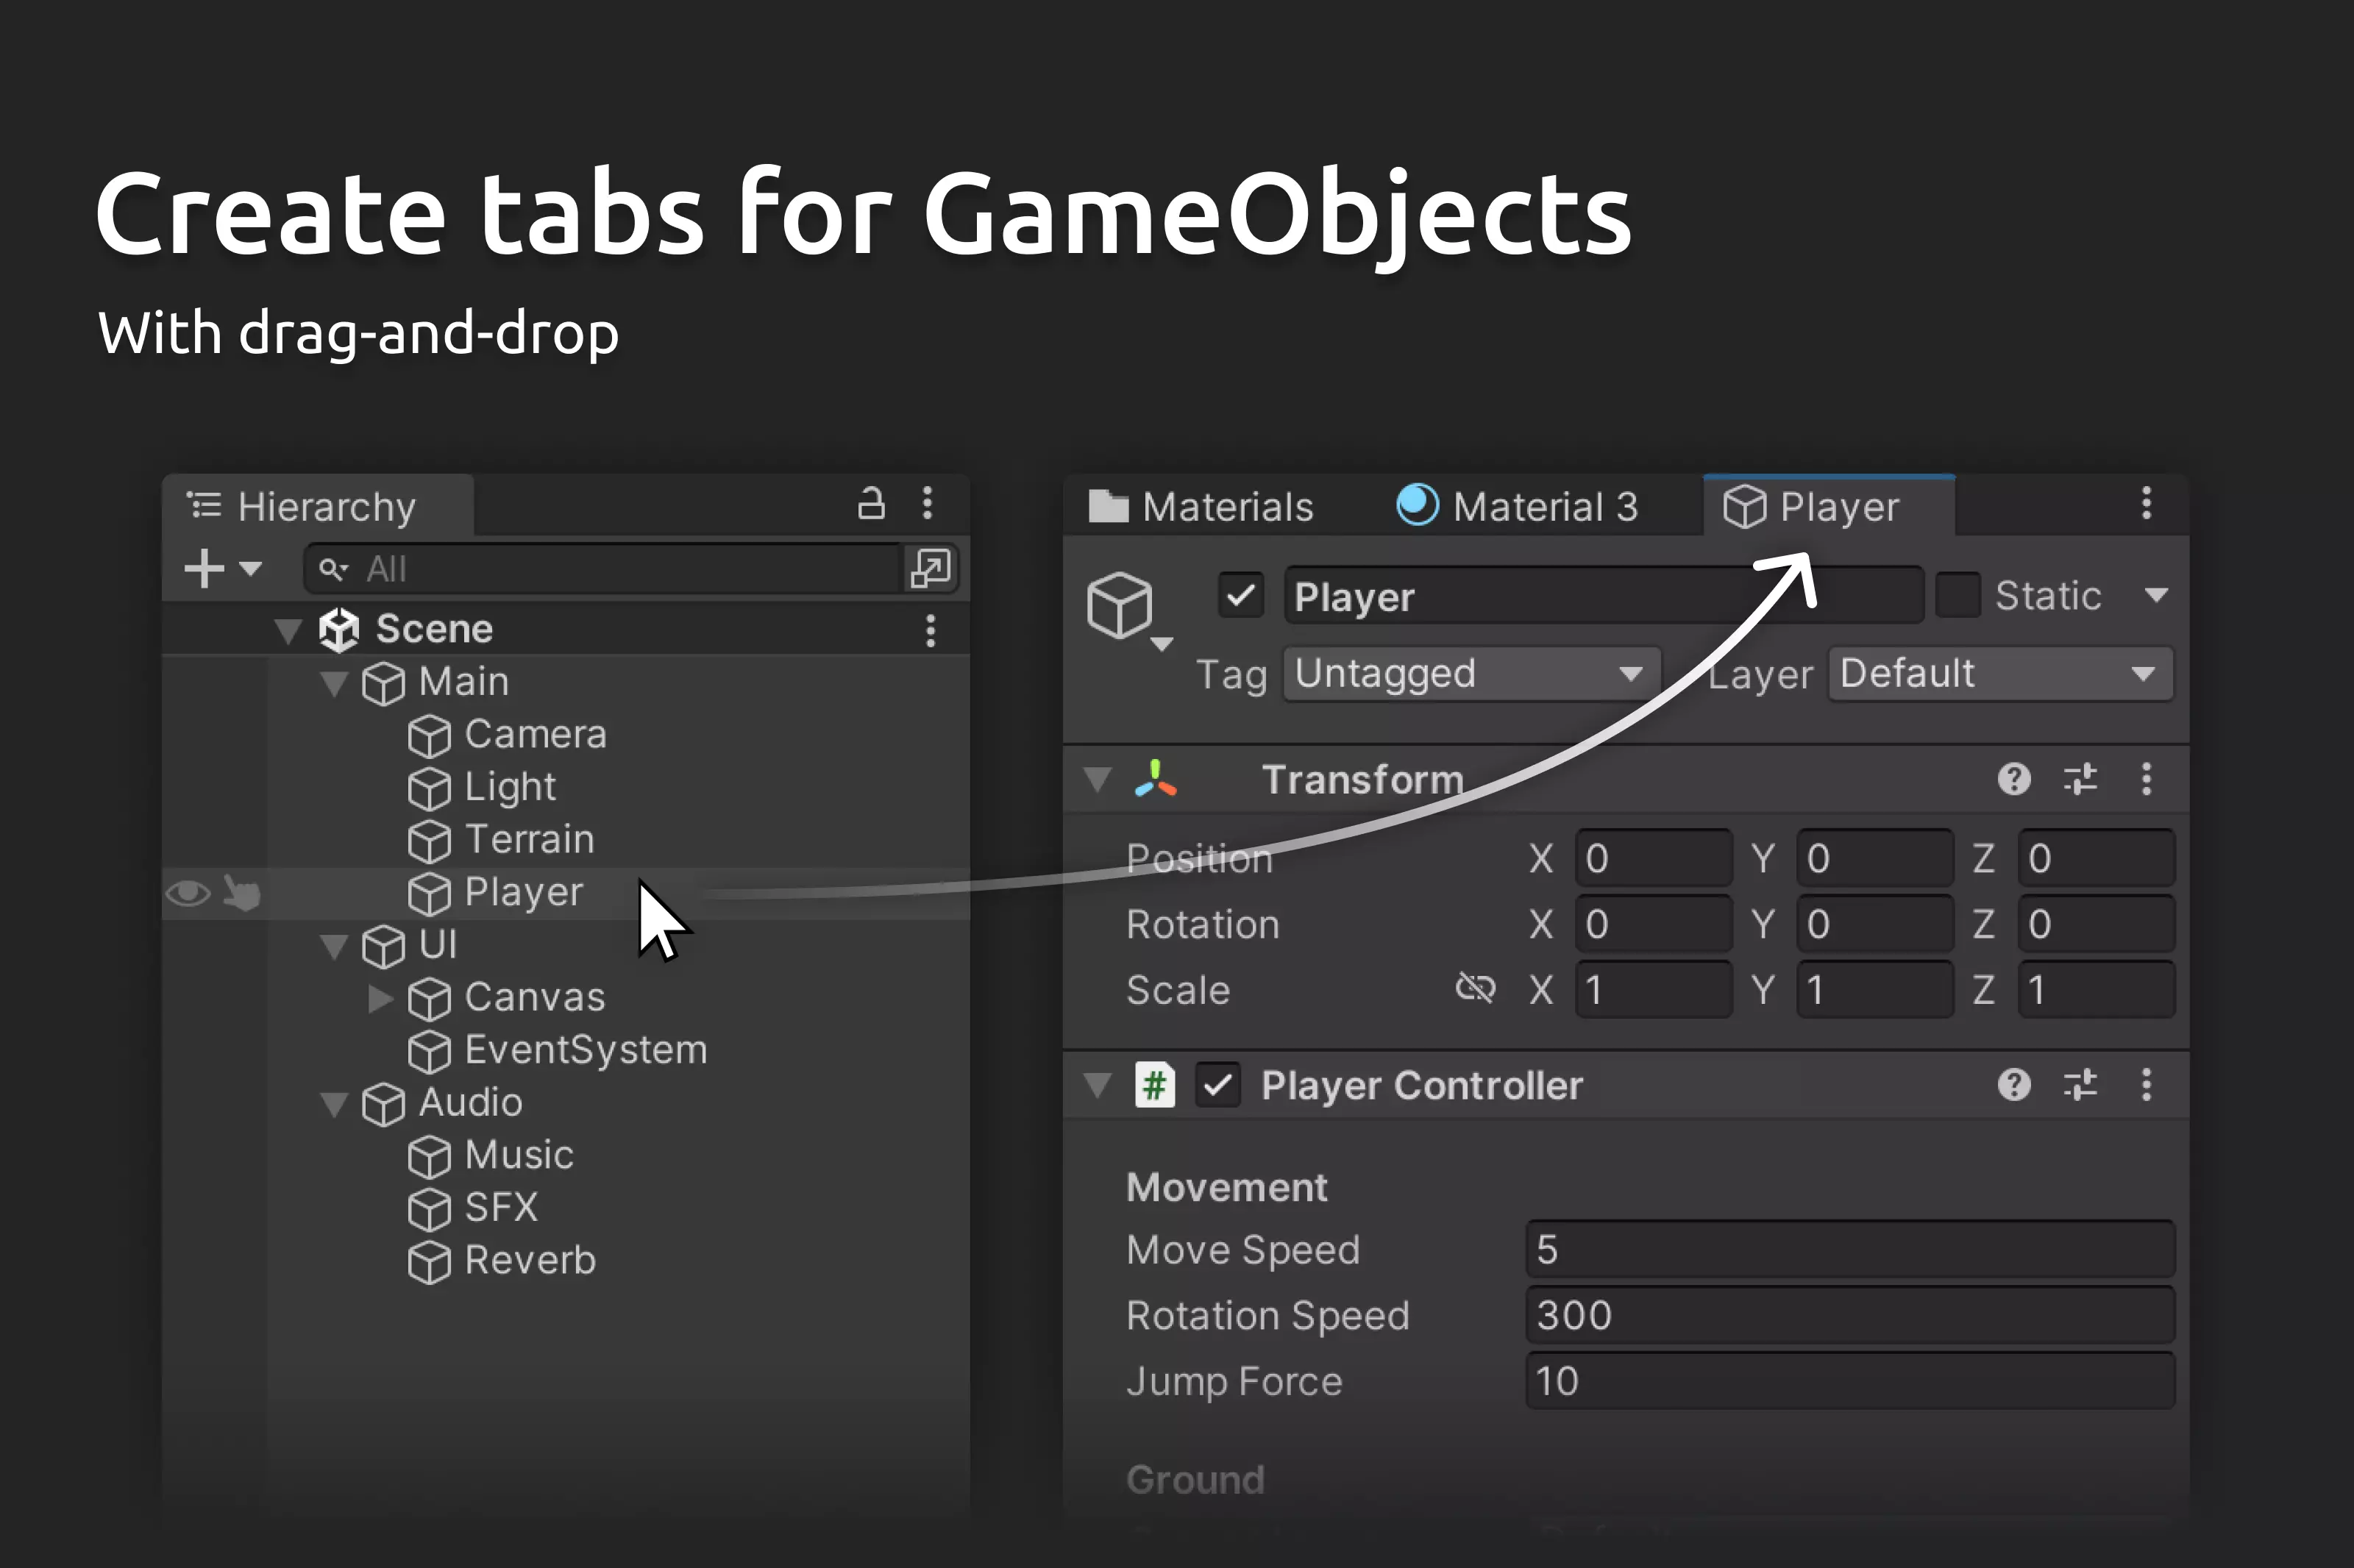 Create tabs for GameObjects
With drag-and-drop
Hierarchy
All
Scene
Main
Camera
Light
Terrain
Player
UI
Canvas
EventSystem
Audio
Music
SFX
Reverb
Materials
Material 3
Player
Player
Static
Tag
Untagged
Layer
Default
Transform
Position X 0 Y 0 Z 0
Rotation X 0 Y 0 Z 0
Scale X 1 Y 1 Z 1
# Player Controller
Movement
Move Speed 5
Rotation Speed 300
Jump Force 10
Ground